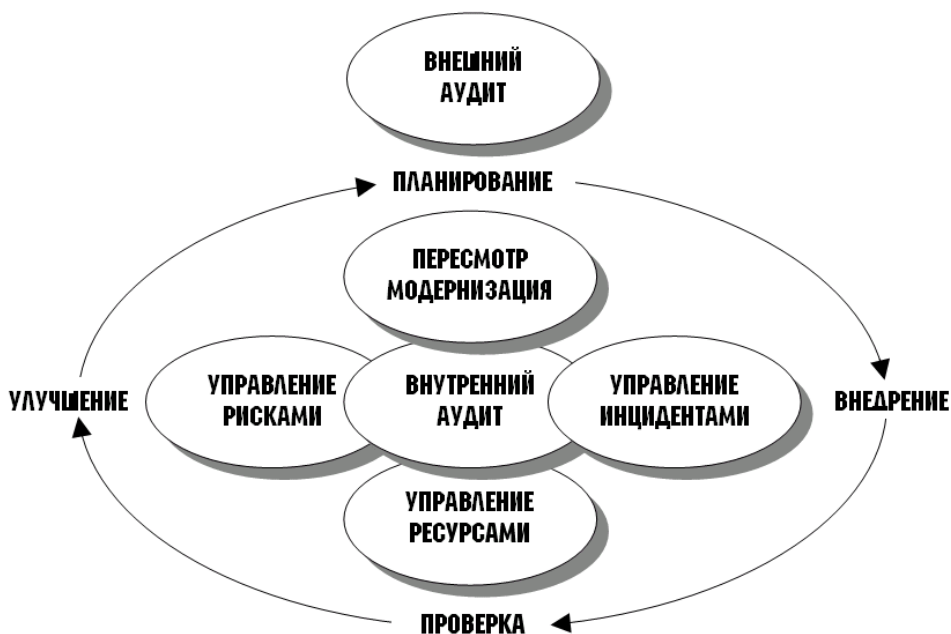 ВНЕШНИЙ
АУДИТ
ПЛАНИРОВАНИЕ
ПЕРЕСМОТР
МОДЕРНИЗАЦИЯ
УЛУЧШЕНИЕ
УПРАВЛЕНИЕ
РИСКАМИ
ВНУТРЕННИЙ
АУДИТ
УПРАВЛЕНИЕ
ИНЦИДЕНТАМИ
ВНЕДРЕНИЕ
УПРАВЛЕНИЕ
РЕСУРСАМИ
ПРОВЕРКА